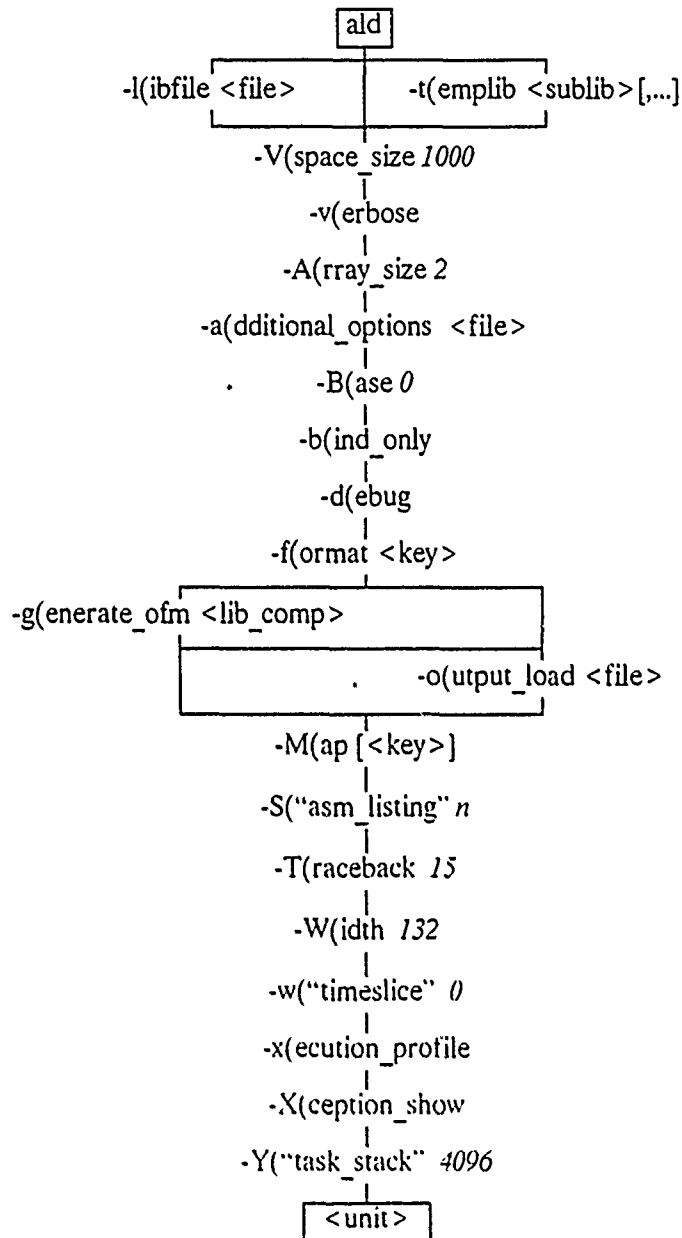 ald
-l(ibfile <file> -t(emplib <sublib>[,...]
-V(space_size 1000
-v(erbose
-A(rray_size 2
-a(dditional_options <file>
-B(ase 0
-b(ind_only
-d(ebug
-f(ormat <key>
-g(enerate_ofm <lib_comp>
-o(utput_load <file>
-M(ap [<key>]
-S("asm_listing" n
-T(raceback 15
-W(idth 132
-w("timeslice" 0
-x(ecution_profile
-X(ception_show
-Y("task_stack" 4096
<unit>